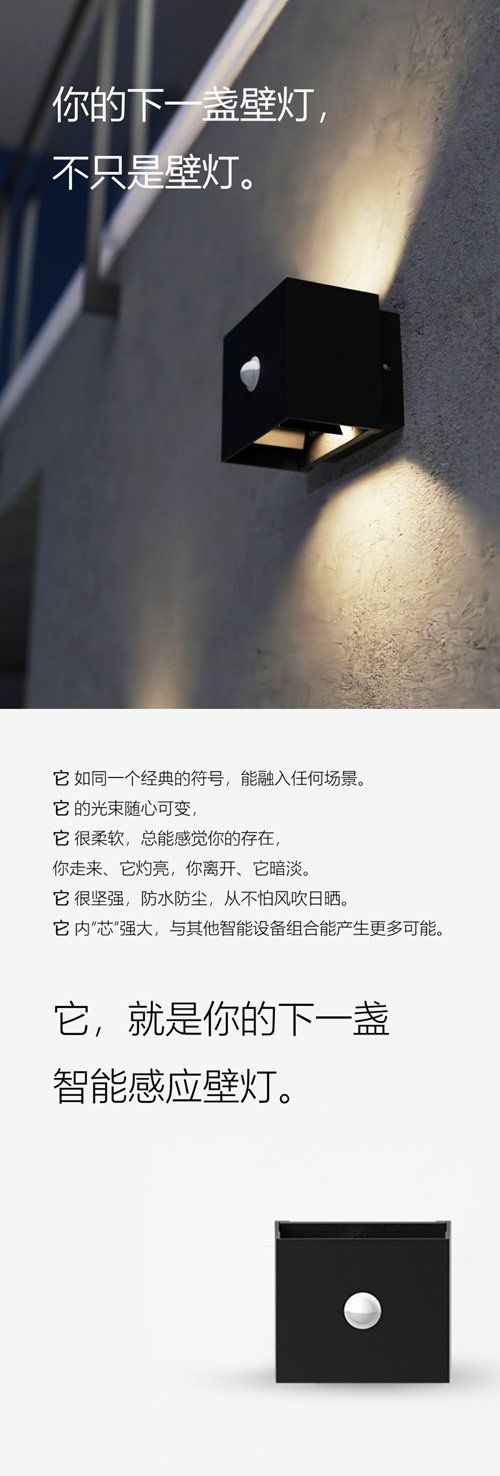 你的下一盏壁灯，
不只是壁灯。
它 如同一个经典的符号，能融入任何场景。
它 的光束随心可变，
它 很柔软，总能感觉你的存在，
你走来、它灼亮，你离开、它暗淡。
它 很坚强，防水防尘，从不怕风吹日晒。
它 内“芯”强大，与其他智能设备组合能产生更多可能。
它，就是你的下一盏
智能感应壁灯。